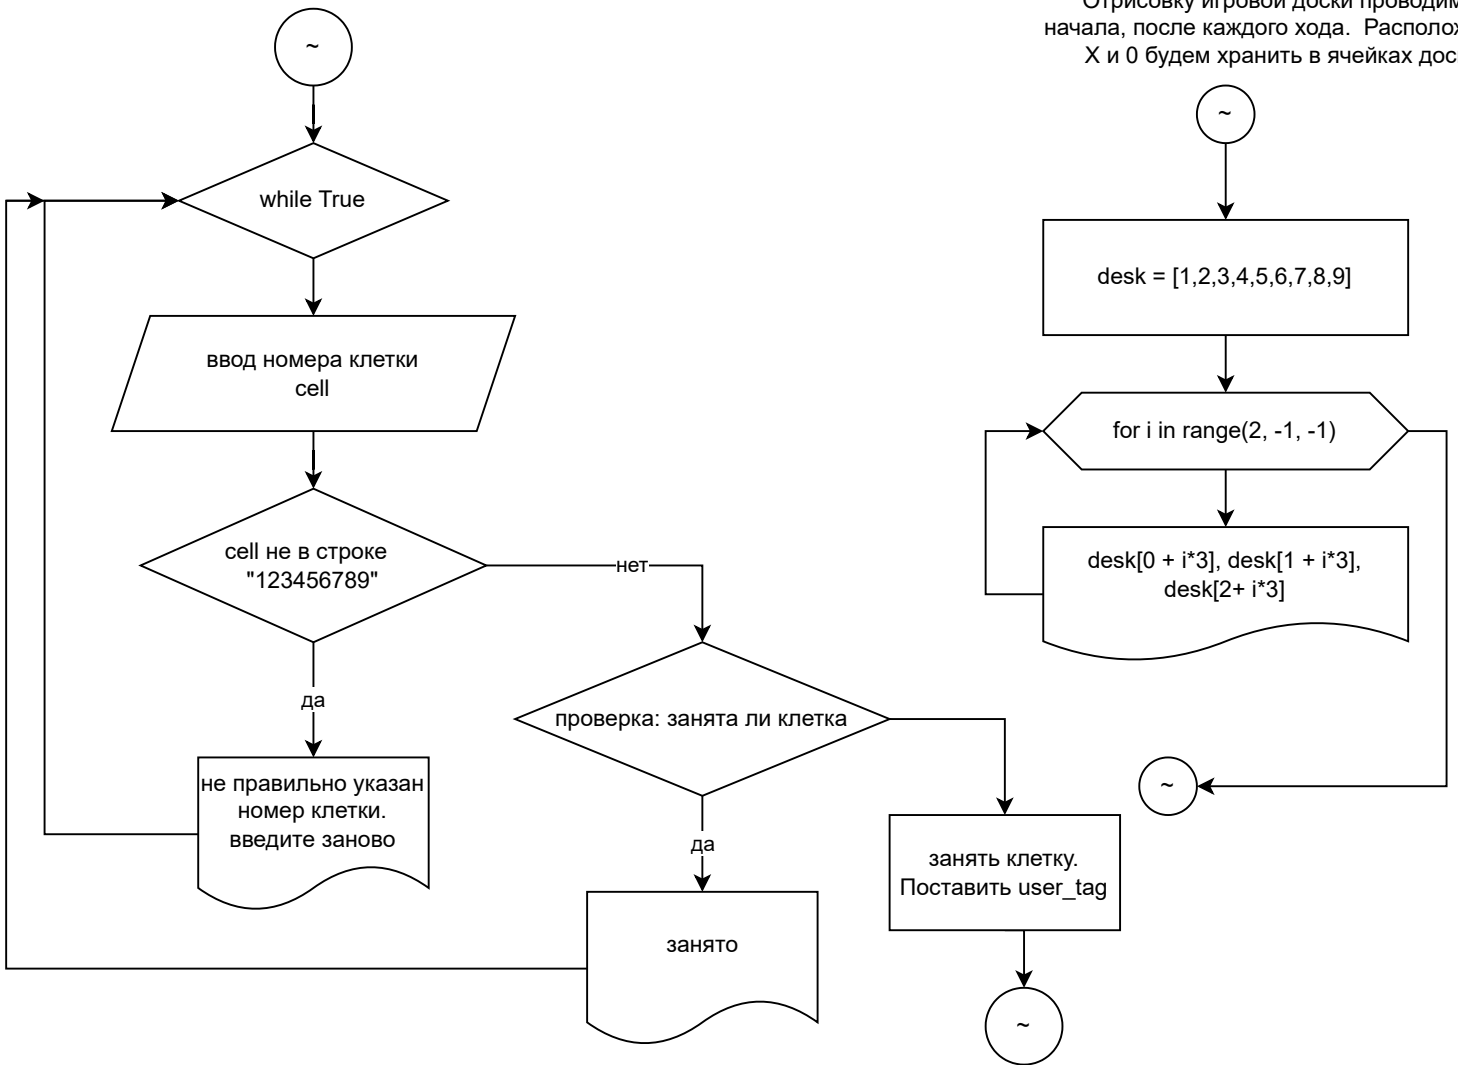 ~
while True
ввод номера клетки
cell
cell не в строке
"123456789"
нет
да
не правильно указан
номер клетки.
введите заново
проверка: занята ли клетка
да
занято
занять клетку.
Поставить user_tag
~
Отрисовку игровой доски проводим
начала, после каждого хода. Располож
X и 0 будем хранить в ячейках дос
~
desk = [1,2,3,4,5,6,7,8,9]
for i in range(2, -1, -1)
desk[0 + i*3], desk[1 + i*3],
desk[2+ i*3]
~